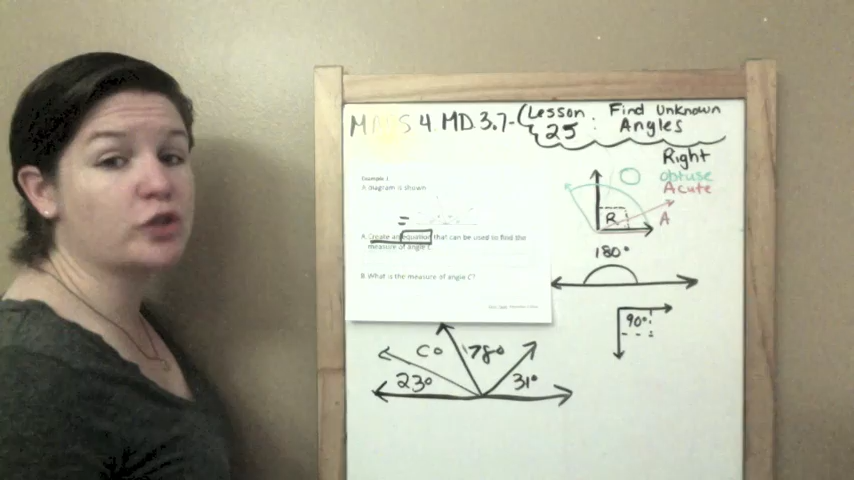 4.MD.3.7-
Lesson 25: Find Unknown Angles
Right
obtuse
Acute
O
R
A
180°
90°
Example 1
A diagram is shown
=
A. Create an equation that can be used to find the
measure of angle C
B. What is the measure of angle C?
C° 78°
23° 31°